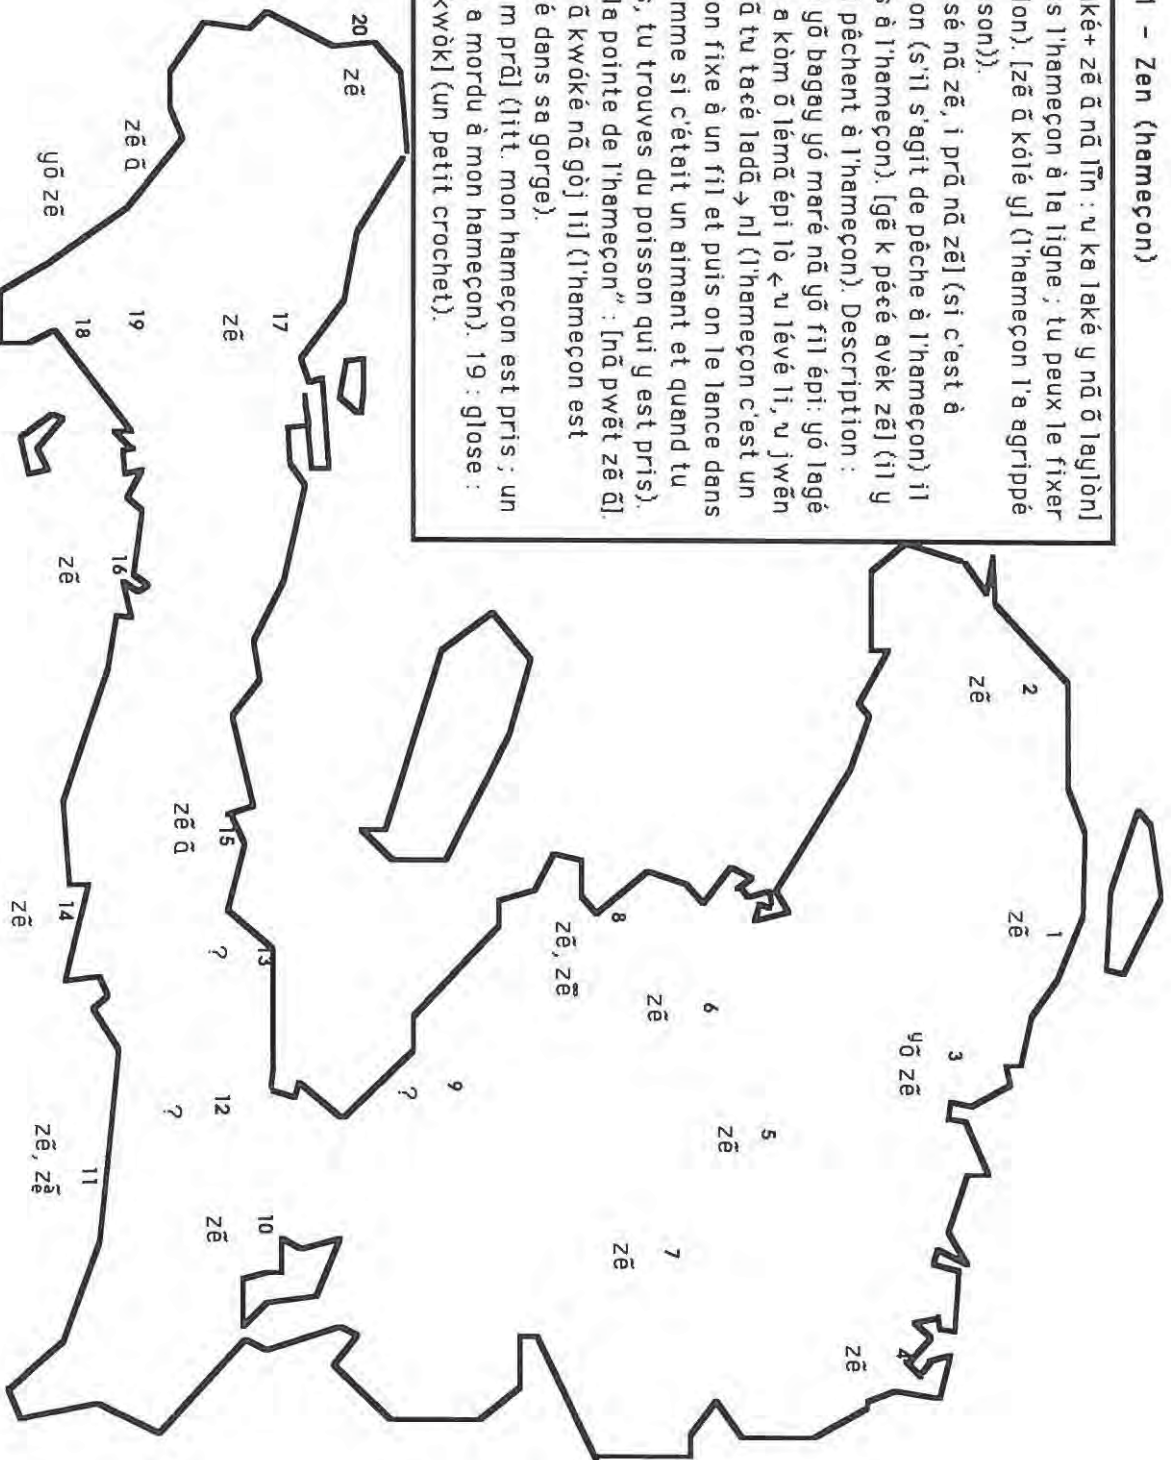 1 - Zen (hameçon)
aké+ zẽ ã nã lĩn : u ka laké y nã õ laylòn]
s l'hameçon à la ligne ; tu peux le fixer
lon). [zẽ ã kólé y] (l'hameçon l'a agrippé
sson)).
sé nã zẽ, i prã nã zẽ] (si c'est à
on (s'il s'agit de pêche à l'hameçon) il
s à l'hameçon). [gẽ k péɛé avèk zẽ] (il y
pêchent à l'hameçon). Description :
yõ bagay yó maré nã yõ fil épi: yó lagé
a kòm õ lémã épi lò ← u lévé li, u jwẽn
ã tu taɛé ladã → n] (l'hameçon c'est un
on fixe à un fil et puis on le lance dans
mme si c'était un aimant et quand tu
s, tu trouves du poisson qui y est pris).
la pointe de l'hameçon" : [nã pwẽt zẽ ã].
ã kwóké nã gòj li] (l'hameçon est
é dans sa gorge).
m prã] (litt. mon hameçon est pris ; un
a mordu à mon hameçon). 19 : glose :
kwòk] (un petit crochet).
1
zẽ
2
zẽ
3
yõ zẽ
4
zẽ
5
zẽ
6
zẽ
7
zẽ
8
zẽ, zẽ
9
?
10
zẽ
11
zẽ, zẽ
12
?
13
?
14
zẽ
15
zẽ ã
16
zẽ
17
zẽ
18
yõ zẽ
19
zẽ ã
20
zẽ